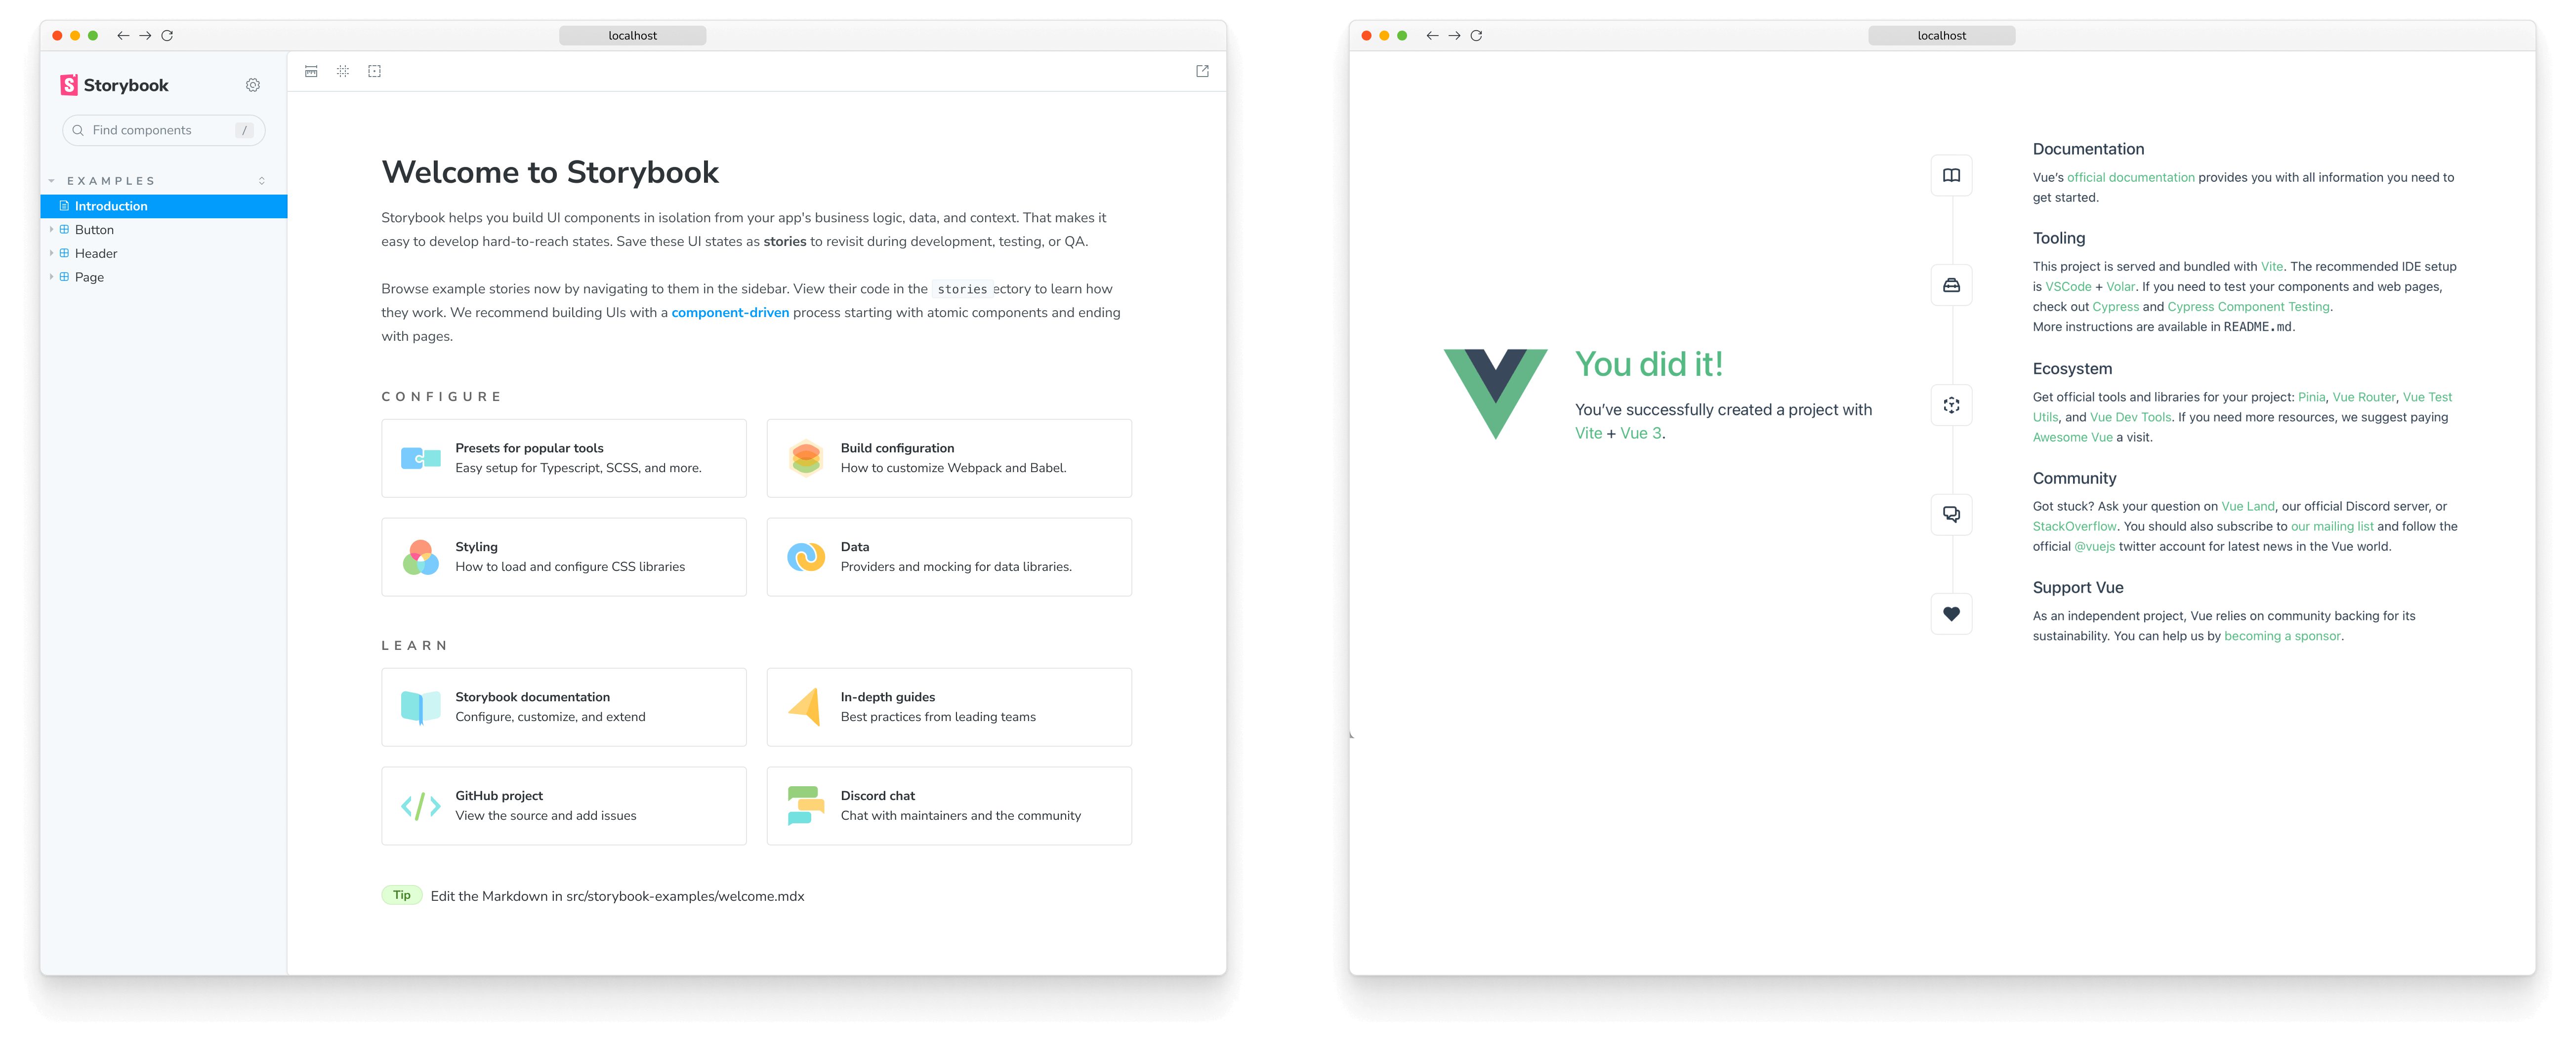 localhost
Storybook
Find components /
EXAMPLES
Introduction
Button
Header
Page
Welcome to Storybook
Storybook helps you build UI components in isolation from your app's business logic, data, and context. That makes it
easy to develop hard-to-reach states. Save these UI states as stories to revisit during development, testing, or QA.
Browse example stories now by navigating to them in the sidebar. View their code in the stories ectory to learn how
they work. We recommend building UIs with a component-driven process starting with atomic components and ending
with pages.
CONFIGURE
Presets for popular tools
Easy setup for Typescript, SCSS, and more.
Build configuration
How to customize Webpack and Babel.
Styling
How to load and configure CSS libraries
Data
Providers and mocking for data libraries.
LEARN
Storybook documentation
Configure, customize, and extend
In-depth guides
Best practices from leading teams
GitHub project
View the source and add issues
Discord chat
Chat with maintainers and the community
Tip Edit the Markdown in src/storybook-examples/welcome.mdx
localhost
You did it!
You’ve successfully created a project with
Vite + Vue 3.
Documentation
Vue’s official documentation provides you with all information you need to
get started.
Tooling
This project is served and bundled with Vite. The recommended IDE setup
is VSCode + Volar. If you need to test your components and web pages,
check out Cypress and Cypress Component Testing.
More instructions are available in README.md.
Ecosystem
Get official tools and libraries for your project: Pinia, Vue Router, Vue Test
Utils, and Vue Dev Tools. If you need more resources, we suggest paying
Awesome Vue a visit.
Community
Got stuck? Ask your question on Vue Land, our official Discord server, or
StackOverflow. You should also subscribe to our mailing list and follow the
official @vuejs twitter account for latest news in the Vue world.
Support Vue
As an independent project, Vue relies on community backing for its
sustainability. You can help us by becoming a sponsor.